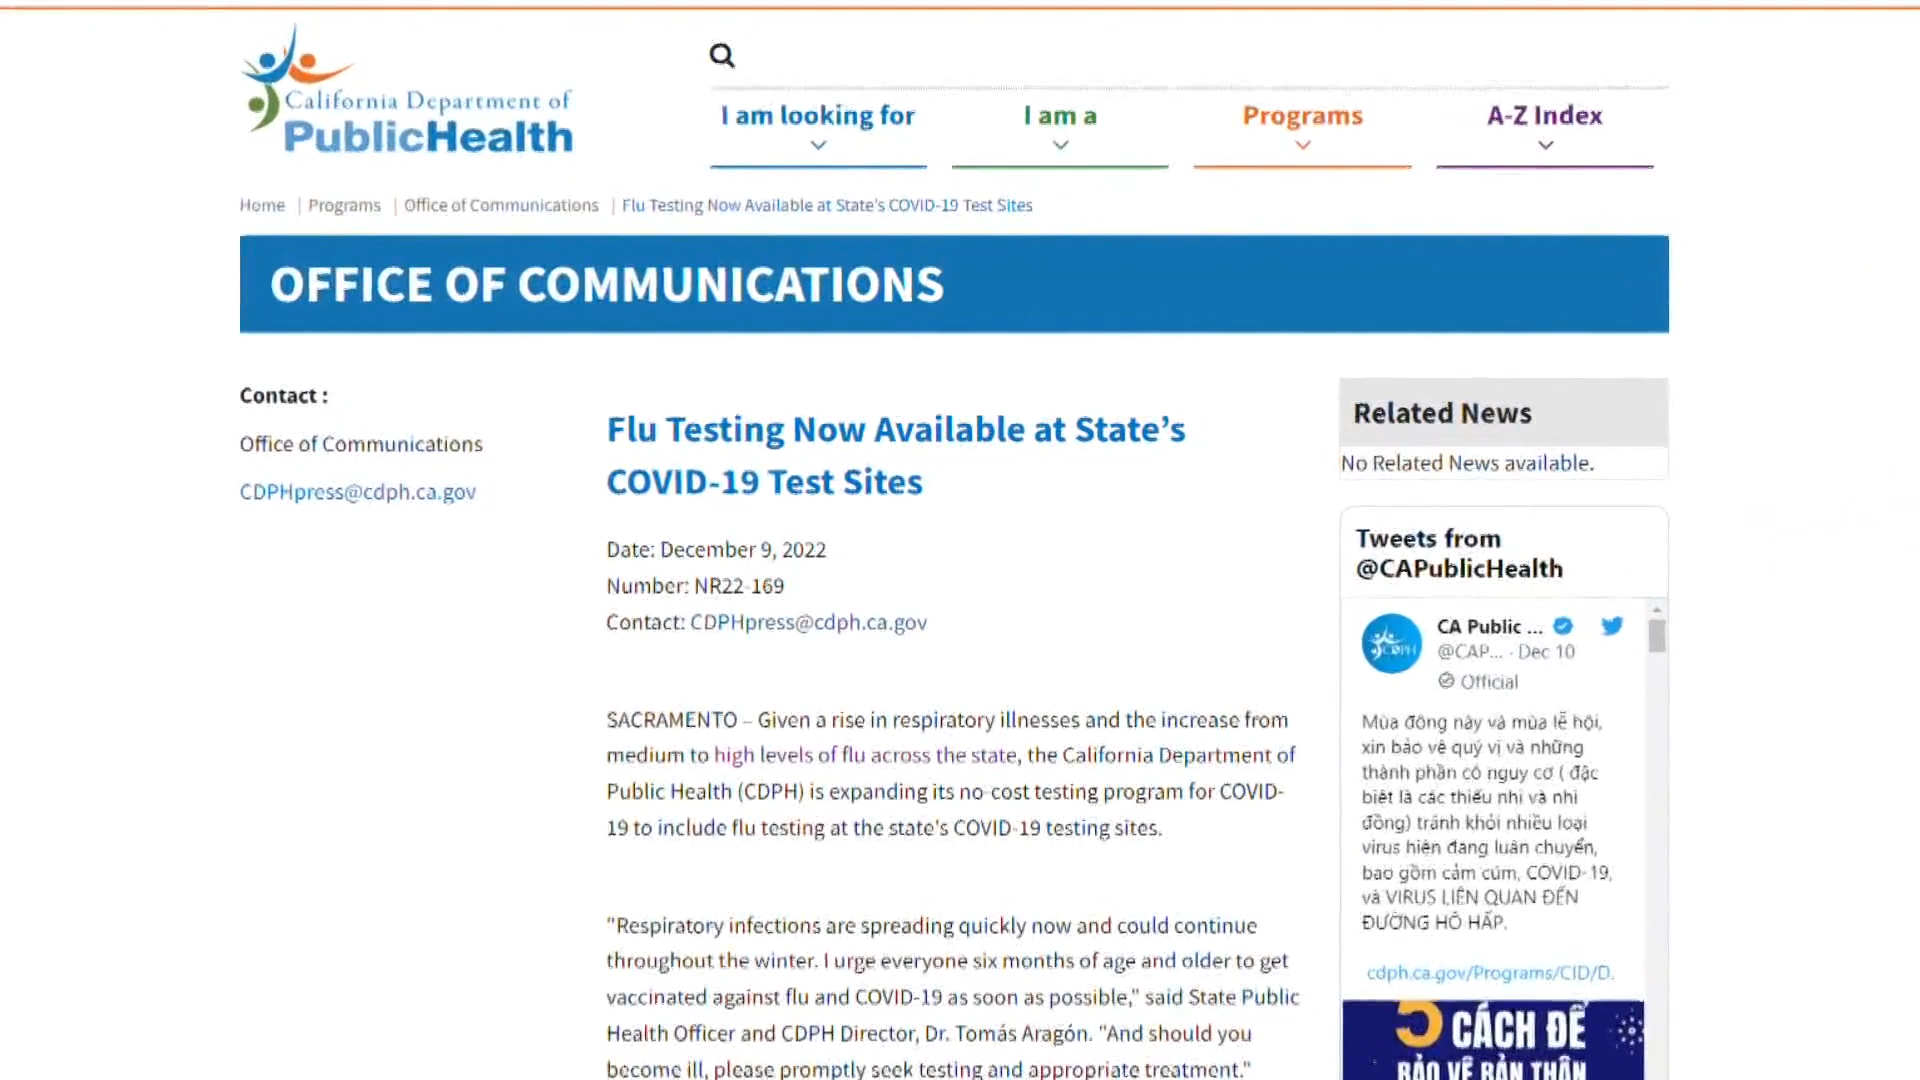 California Department of
PublicHealth
I am looking for
I am a
Programs
A-Z Index
Home | Programs | Office of Communications | Flu Testing Now Available at State's COVID-19 Test Sites
OFFICE OF COMMUNICATIONS
Contact :
Office of Communications
CDPHpress@cdph.ca.gov
Flu Testing Now Available at State’s
COVID-19 Test Sites
Date: December 9, 2022
Number: NR22-169
Contact: CDPHpress@cdph.ca.gov
SACRAMENTO – Given a rise in respiratory illnesses and the increase from
medium to high levels of flu across the state, the California Department of
Public Health (CDPH) is expanding its no-cost testing program for COVID-
19 to include flu testing at the state's COVID-19 testing sites.
"Respiratory infections are spreading quickly now and could continue
throughout the winter. I urge everyone six months of age and older to get
vaccinated against flu and COVID-19 as soon as possible," said State Public
Health Officer and CDPH Director, Dr. Tomás Aragón. "And should you
become ill, please promptly seek testing and appropriate treatment."
Related News
No Related News available.
Tweets from
@CAPublicHealth
CDPH
CA Public ...
@CAP... · Dec 10
Official
Mùa đông này và mùa lễ hội,
xin bảo vệ quý vị và những
thành phần có nguy cơ ( đặc
biệt là các thiếu nhi và nhi
đồng) tránh khỏi nhiều loại
virus hiện đang luân chuyển,
bao gồm cảm cúm, COVID-19,
và VIRUS LIÊN QUAN ĐẾN
ĐƯỜNG HÔ HẤP.
cdph.ca.gov/Programs/CID/D.
5 CÁCH ĐỂ
BẢO VỆ BẢN THÂN